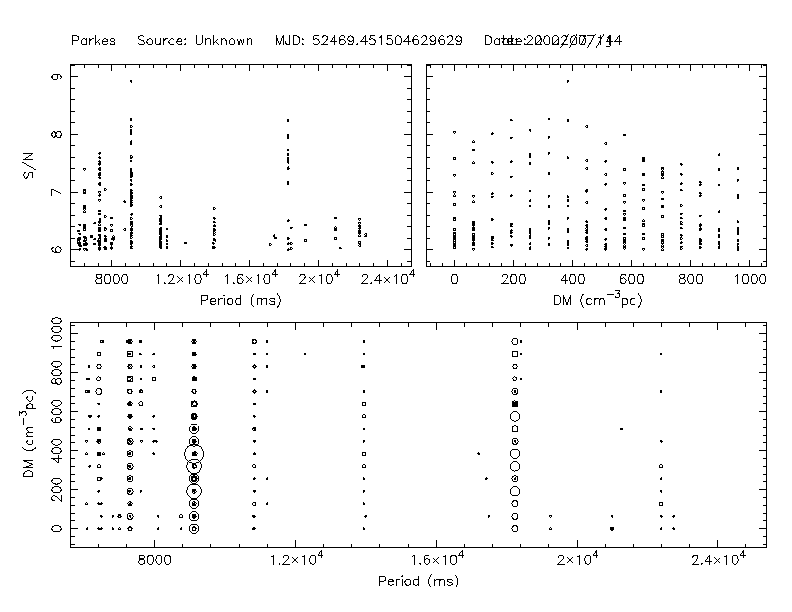 Parkes Source: Unknown MJD: 52469.451504629629
9
8
7
6
S/N
8000 1.2×10⁴ 1.6×10⁴ 2×10⁴ 2.4×10⁴
Period (ms)
0 200 400 600 800 1000
DM (cm⁻³pc)
1000
800
600
400
200
0
DM (cm⁻³pc)
8000 1.2×10⁴ 1.6×10⁴ 2×10⁴ 2.4×10⁴
Period (ms)